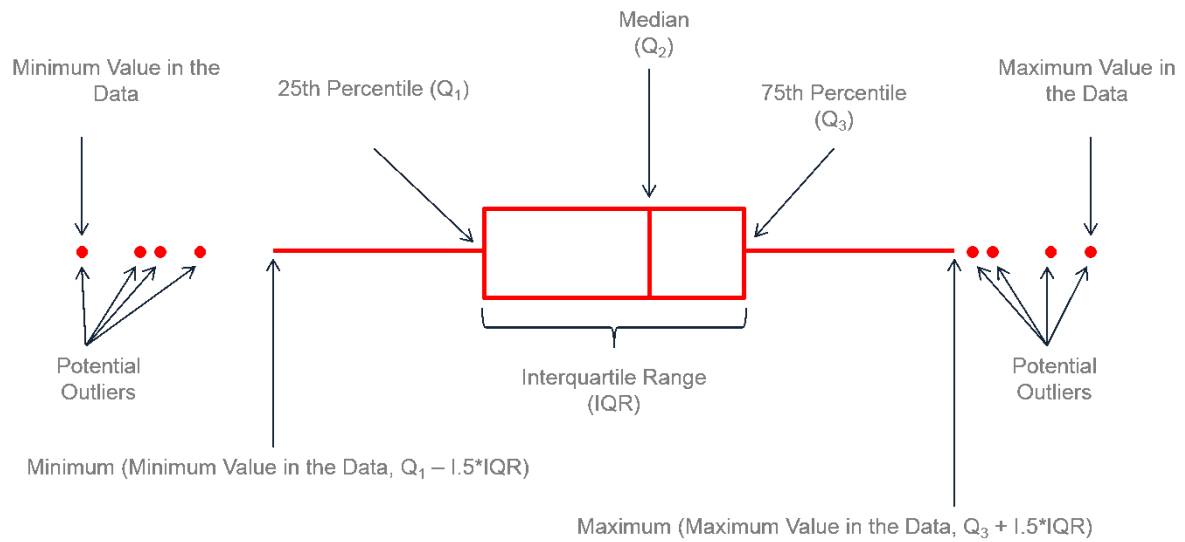 Median
(Q₂)
Minimum Value in the
Data
25th Percentile (Q₁)
75th Percentile
(Q₃)
Maximum Value in
the Data
Potential
Outliers
Interquartile Range
(IQR)
Potential
Outliers
Minimum (Minimum Value in the Data, Q₁ – I.5*IQR)
Maximum (Maximum Value in the Data, Q₃ + I.5*IQR)